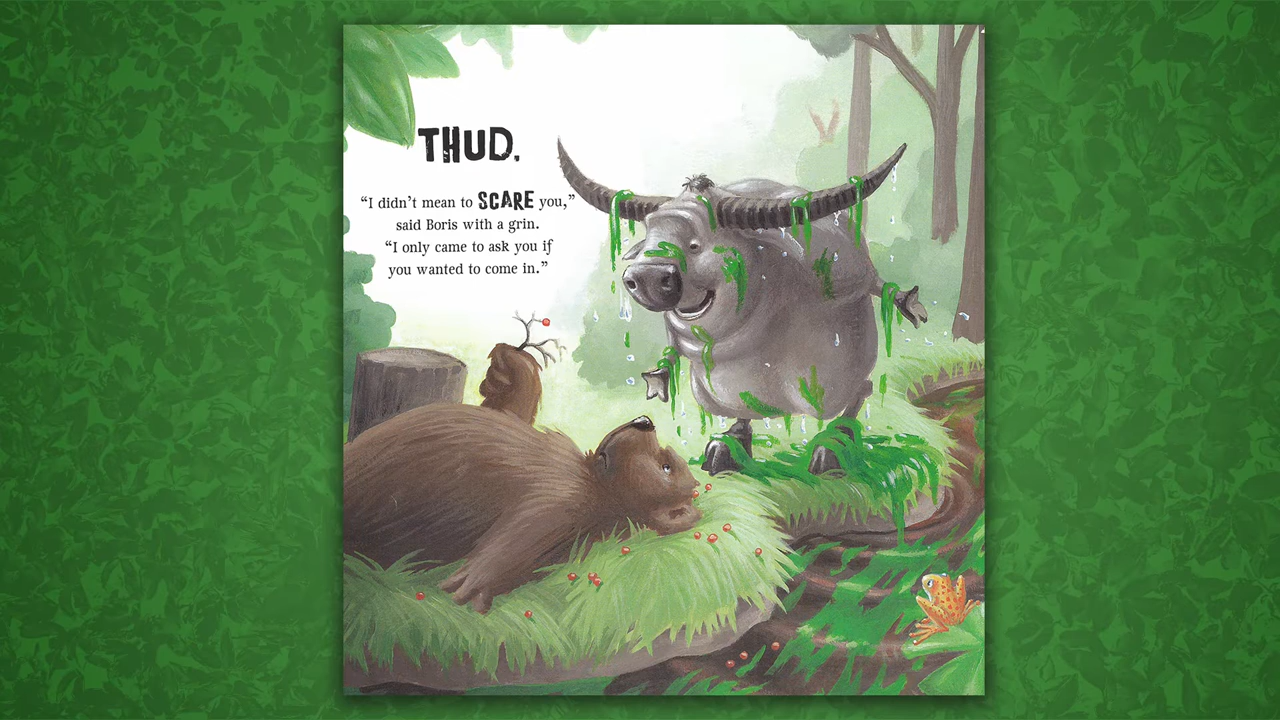 THUD.
“I didn’t mean to SCARE you,”
said Boris with a grin.
“I only came to ask you if
you wanted to come in.”